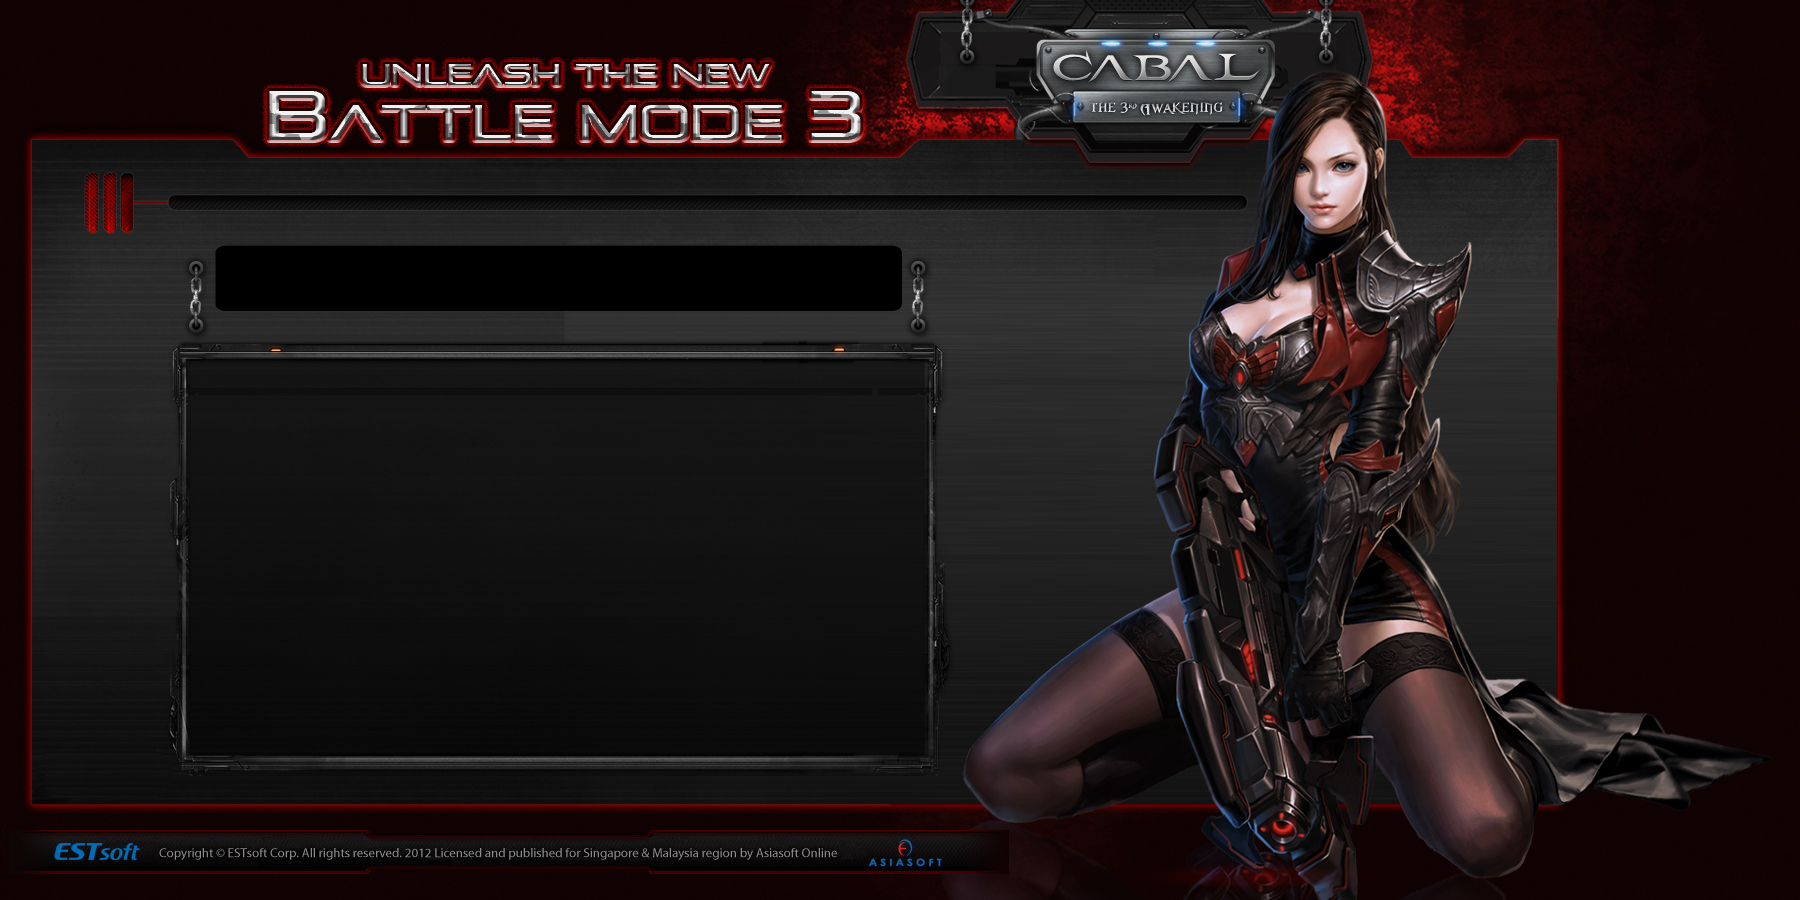 UNLEASH THE NEW
BATTLE MODE 3
CABAL
THE 3RD AWAKENING
ESTsoft
Copyright © ESTsoft Corp. All rights reserved. 2012 Licensed and published for Singapore & Malaysia region by Asiasoft Online
ASIASOFT